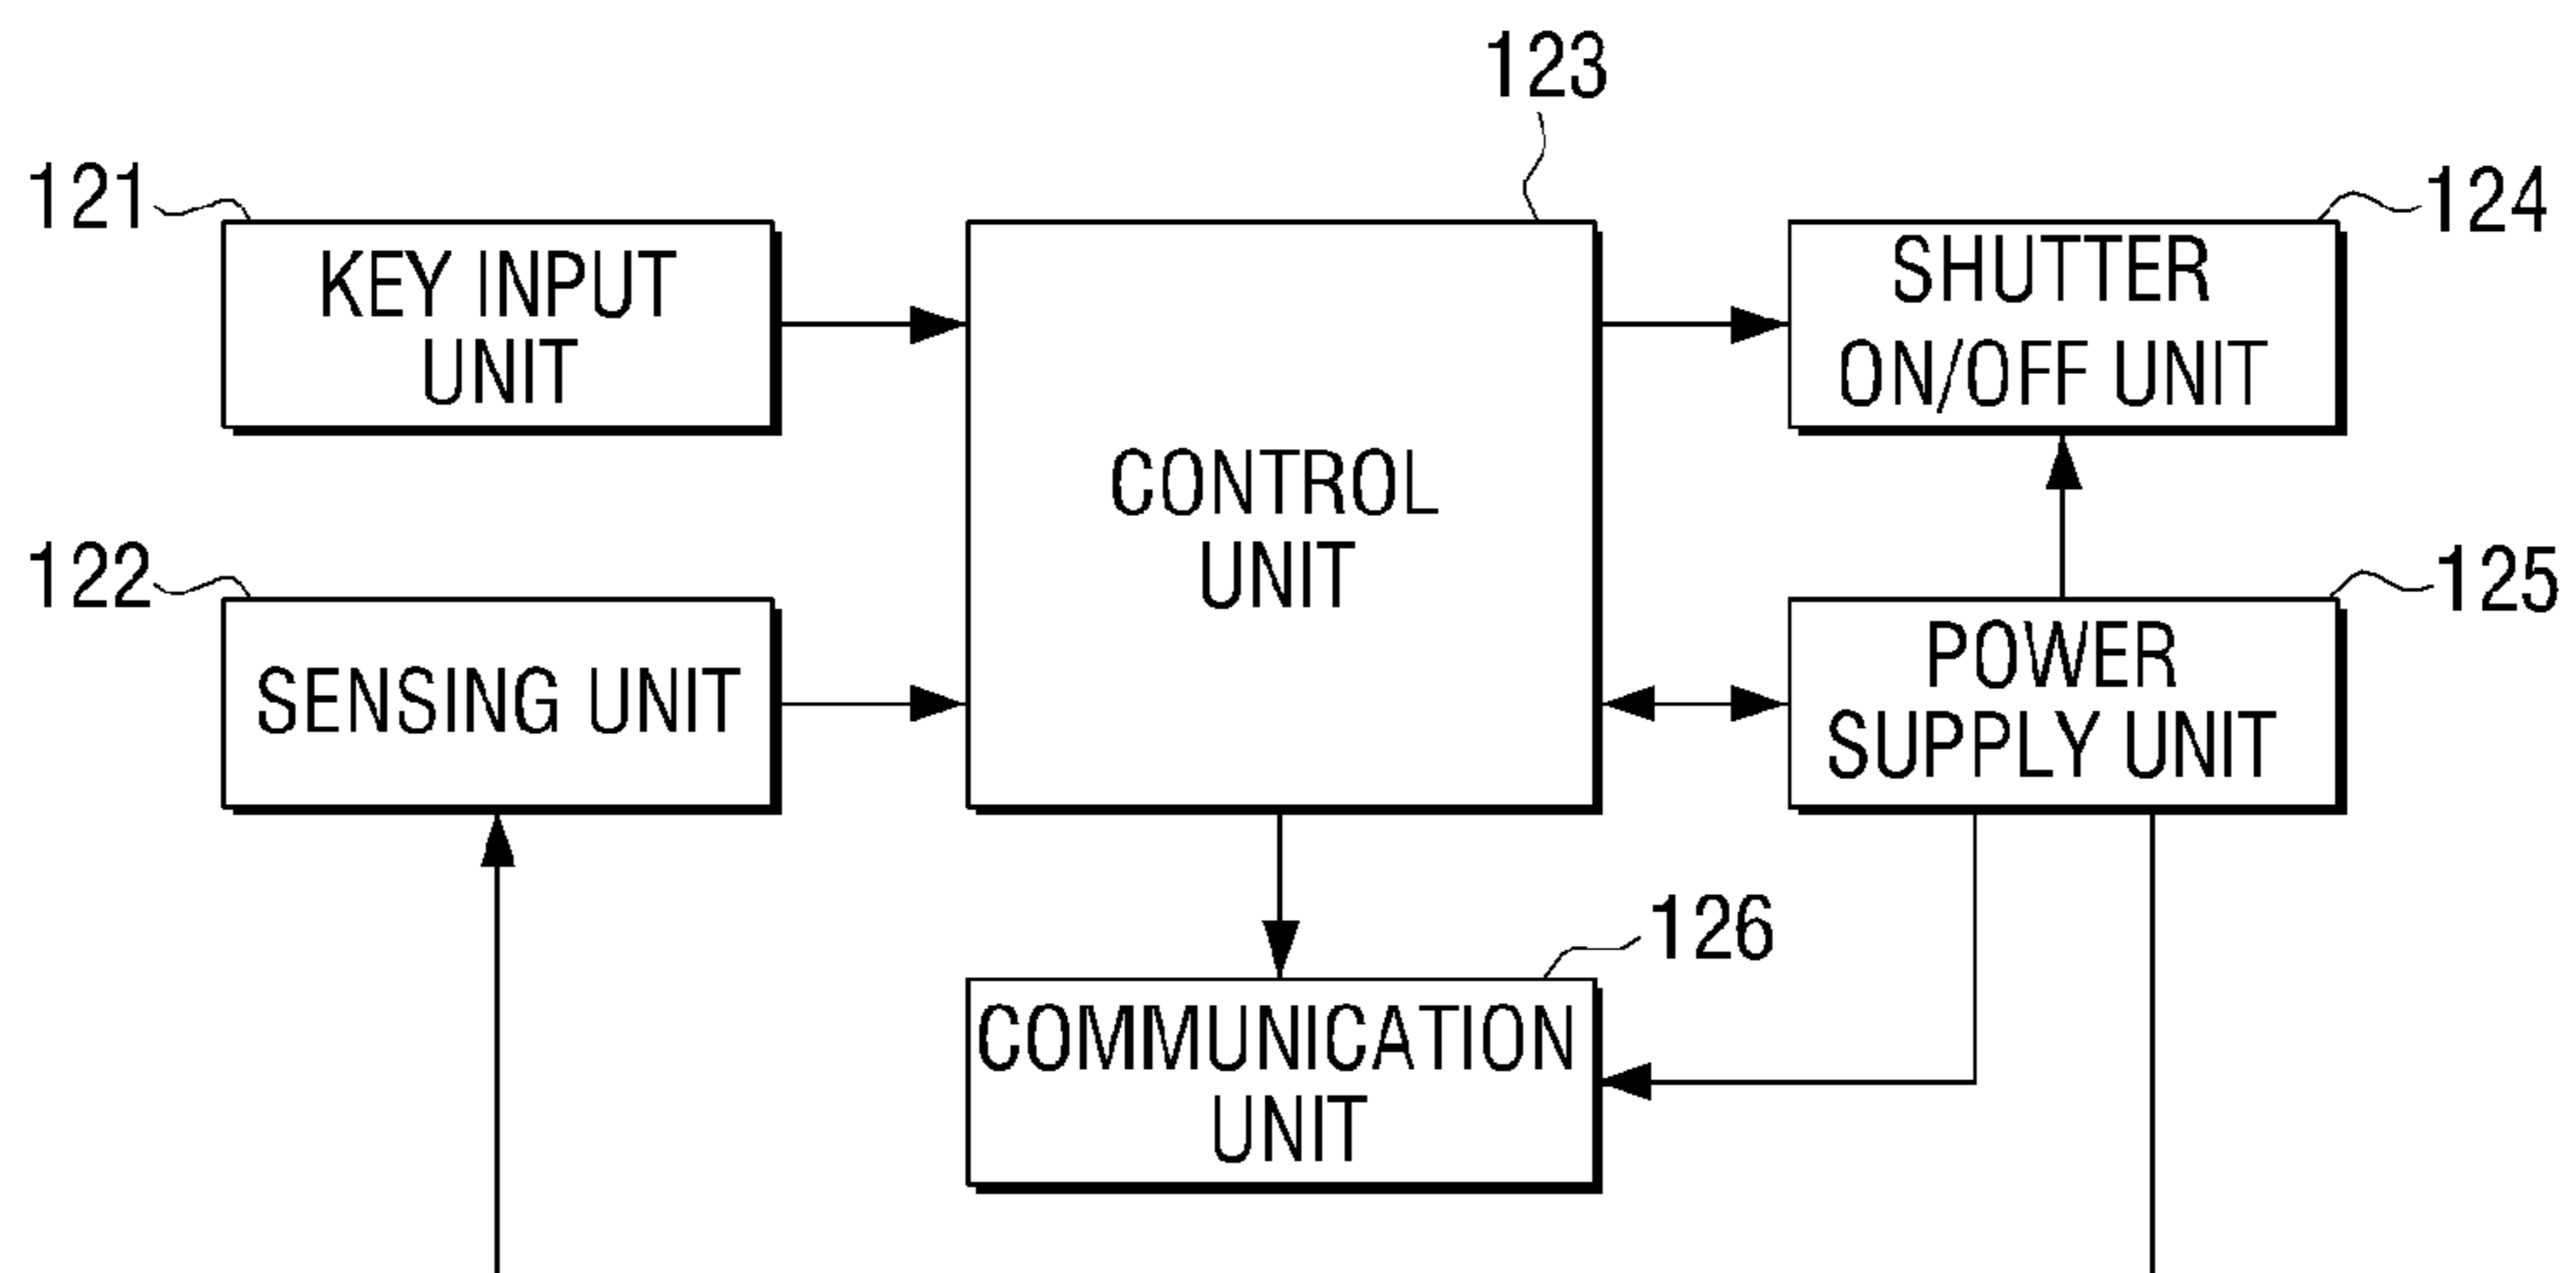 123
121
124
KEY INPUT
UNIT
SHUTTER
ON/OFF UNIT
CONTROL
UNIT
122
125
SENSING UNIT
POWER
SUPPLY UNIT
126
COMMUNICATION
UNIT